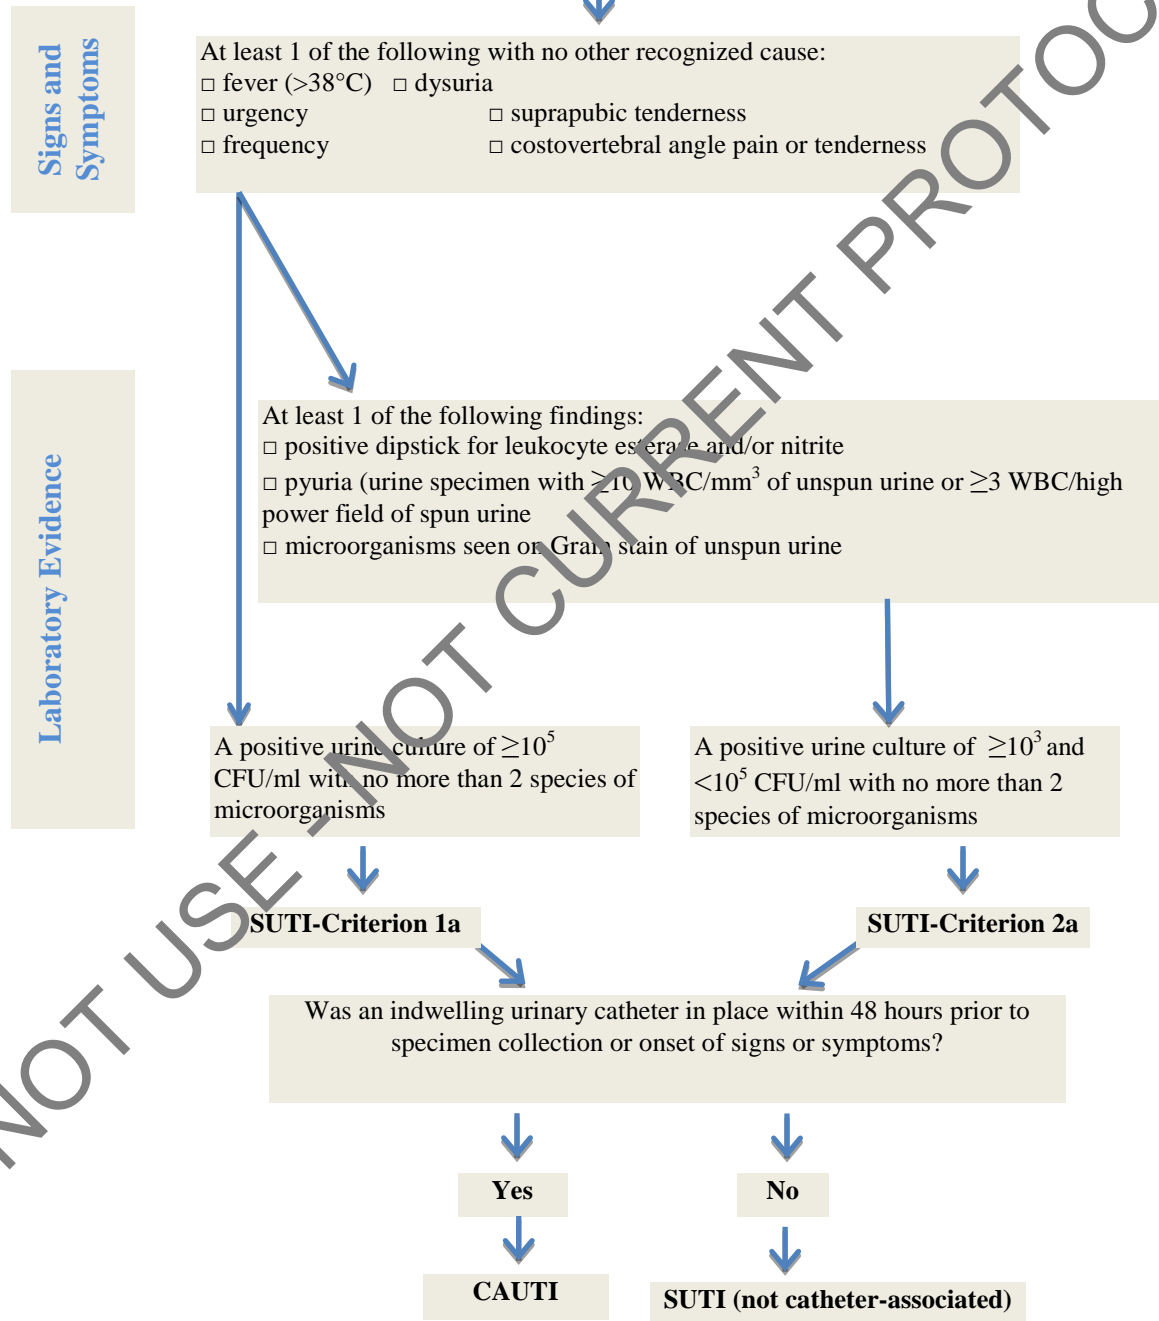 Signs and
Symptoms
At least 1 of the following with no other recognized cause:
□ fever (>38°C) □ dysuria
□ urgency □ suprapubic tenderness
□ frequency □ costovertebral angle pain or tenderness
Laboratory Evidence
At least 1 of the following findings:
□ positive dipstick for leukocyte esterase and/or nitrite
□ pyuria (urine specimen with ≥10 WBC/mm³ of unspun urine or ≥3 WBC/high
power field of spun urine
□ microorganisms seen on Gram stain of unspun urine
A positive urine culture of ≥10⁵
CFU/ml with no more than 2 species of
microorganisms
A positive urine culture of ≥10³ and
<10⁵ CFU/ml with no more than 2
species of microorganisms
SUTI-Criterion 1a
SUTI-Criterion 2a
Was an indwelling urinary catheter in place within 48 hours prior to
specimen collection or onset of signs or symptoms?
Yes
No
CAUTI
SUTI (not catheter-associated)
NOT USE - NOT CURRENT PROTOC